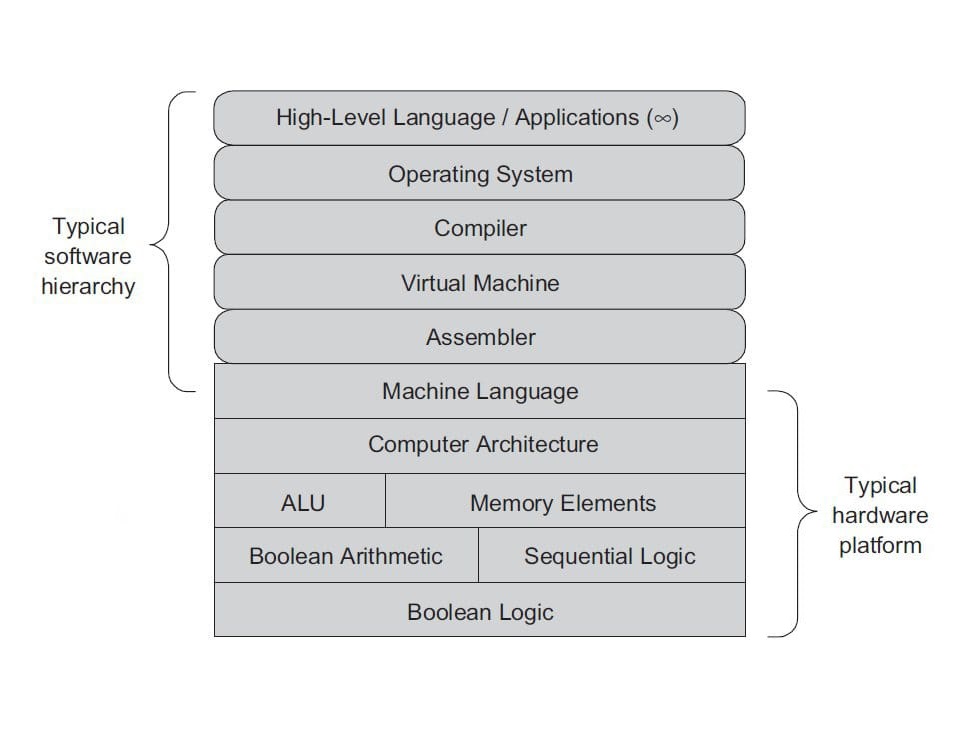 High-Level Language / Applications (∞)
Operating System
Compiler
Virtual Machine
Assembler
Machine Language
Computer Architecture
ALU
Memory Elements
Boolean Arithmetic
Sequential Logic
Boolean Logic
Typical
software
hierarchy
Typical
hardware
platform